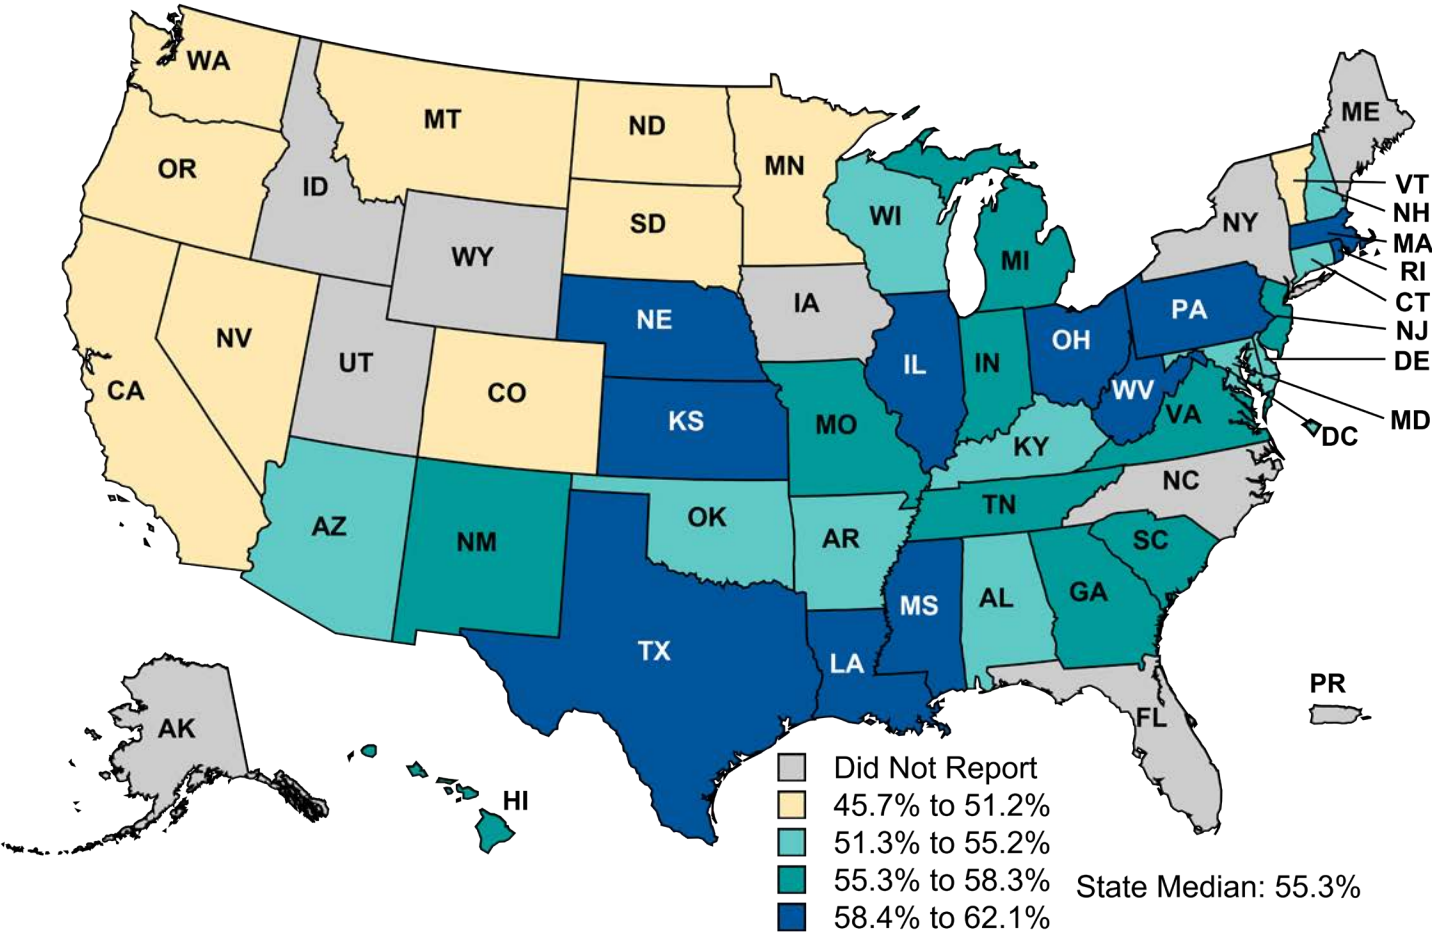 WA
MT
ND
MN
OR
ID
SD
WI
MI
ME
VT
NH
NY
MA
RI
CT
NJ
DE
MD
DC
WY
IA
NE
PA
NV
UT
CO
CA
IL
IN
OH
WV
VA
KS
MO
KY
NC
AZ
NM
OK
AR
TN
SC
MS
AL
GA
TX
LA
FL
PR
AK
HI
Did Not Report
45.7% to 51.2%
51.3% to 55.2%
55.3% to 58.3%
58.4% to 62.1%
State Median: 55.3%